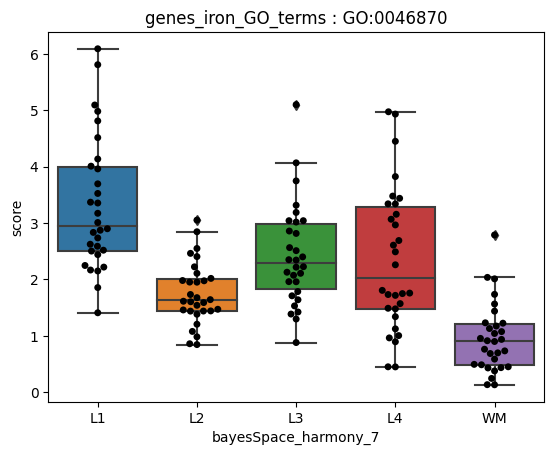 genes_iron_GO_terms : GO:0046870
6
5
4
3
2
1
0
score
L1 L2 L3 L4 WM
bayesSpace_harmony_7